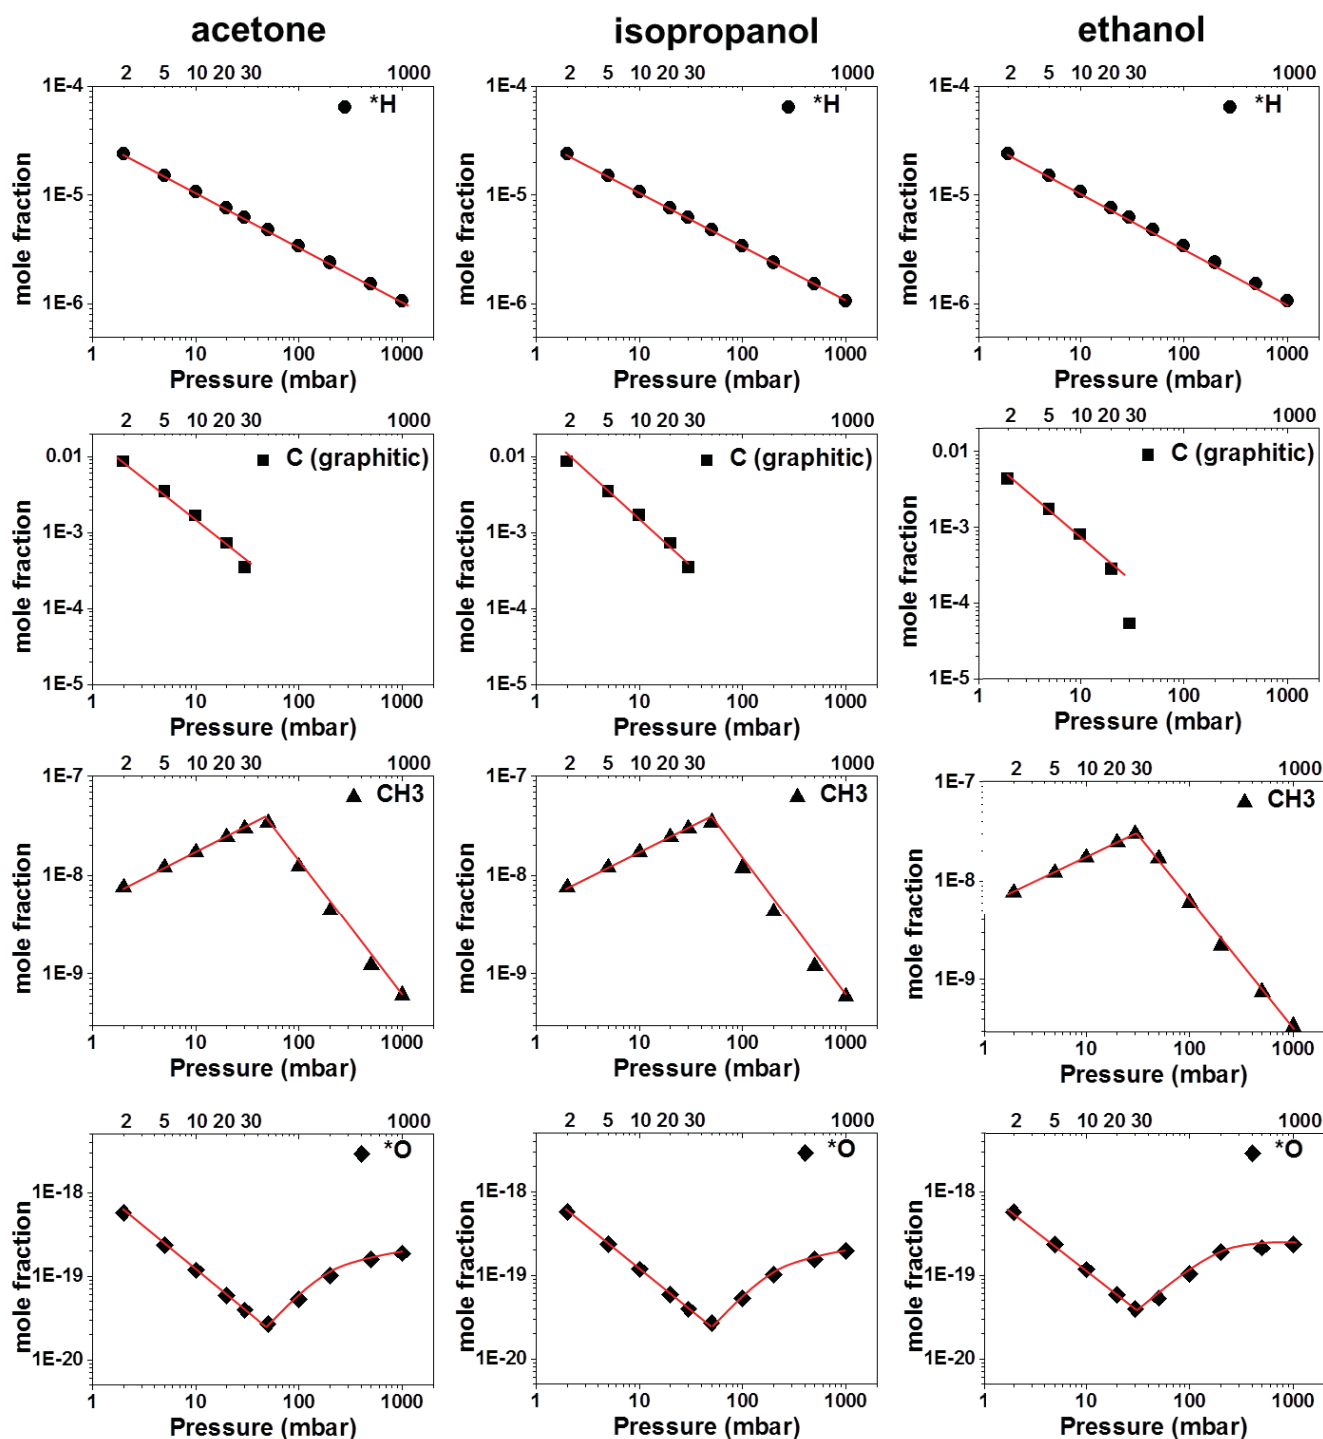 acetone isopropanol ethanol
2 5 10 20 30 1000 2 5 10 20 30 1000 2 5 10 20 30 1000
1E-4 *H 1E-4 *H 1E-4 *H
mole fraction mole fraction mole fraction
1E-5 1E-5 1E-5
1E-6 1E-6 1E-6
1 10 100 1000 1 10 100 1000 1 10 100 1000
Pressure (mbar) Pressure (mbar) Pressure (mbar)
2 5 10 20 30 1000 2 5 10 20 30 1000 2 5 10 20 30 1000
0.01 C (graphitic) 0.01 C (graphitic) 0.01 C (graphitic)
mole fraction mole fraction mole fraction
1E-3 1E-3 1E-3
1E-4 1E-4 1E-4
1E-5 1E-5 1E-5
1 10 100 1000 1 10 100 1000 1 10 100 1000
Pressure (mbar) Pressure (mbar) Pressure (mbar)
2 5 10 20 30 1000 2 5 10 20 30 1000 2 5 10 20 30 1000
1E-7 CH3 1E-7 CH3 1E-7 CH3
mole fraction mole fraction mole fraction
1E-8 1E-8 1E-8
1E-9 1E-9 1E-9
1 10 100 1000 1 10 100 1000 1 10 100 1000
Pressure (mbar) Pressure (mbar) Pressure (mbar)
2 5 10 20 30 1000 2 5 10 20 30 1000 2 5 10 20 30 1000
*O *O *O
1E-18 1E-18 1E-18
mole fraction mole fraction mole fraction
1E-19 1E-19 1E-19
1E-20 1E-20 1E-20
1 10 100 1000 1 10 100 1000 1 10 100 1000
Pressure (mbar) Pressure (mbar) Pressure (mbar)